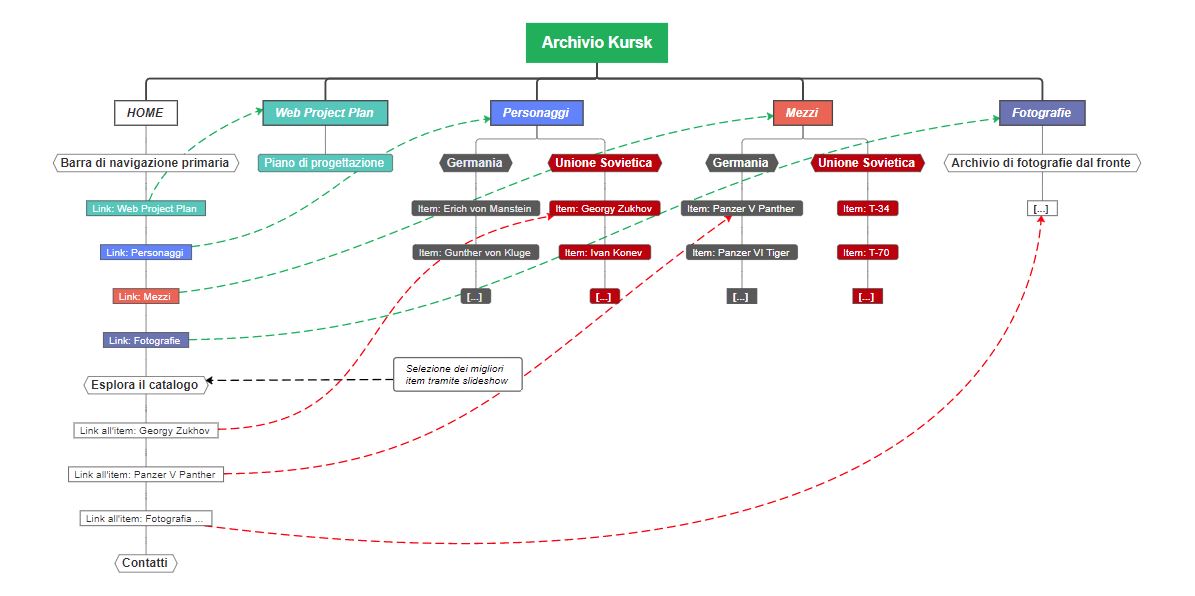 Archivio Kursk
HOME
Web Project Plan
Personaggi
Mezzi
Fotografie
Barra di navigazione primaria
Piano di progettazione
Germania
Unione Sovietica
Germania
Unione Sovietica
Archivio di fotografie dal fronte
Link: Web Project Plan
Item: Erich von Manstein
Item: Georgy Zukhov
Item: Panzer V Panther
Item: T-34
[...]
Link: Personaggi
Item: Gunther von Kluge
Item: Ivan Konev
Item: Panzer VI Tiger
Item: T-70
Link: Mezzi
[...]
[...]
[...]
[...]
Link: Fotografie
Esplora il catalogo
Selezione dei migliori
item tramite slideshow
Link all'item: Georgy Zukhov
Link all'item: Panzer V Panther
Link all'item: Fotografia ...
Contatti